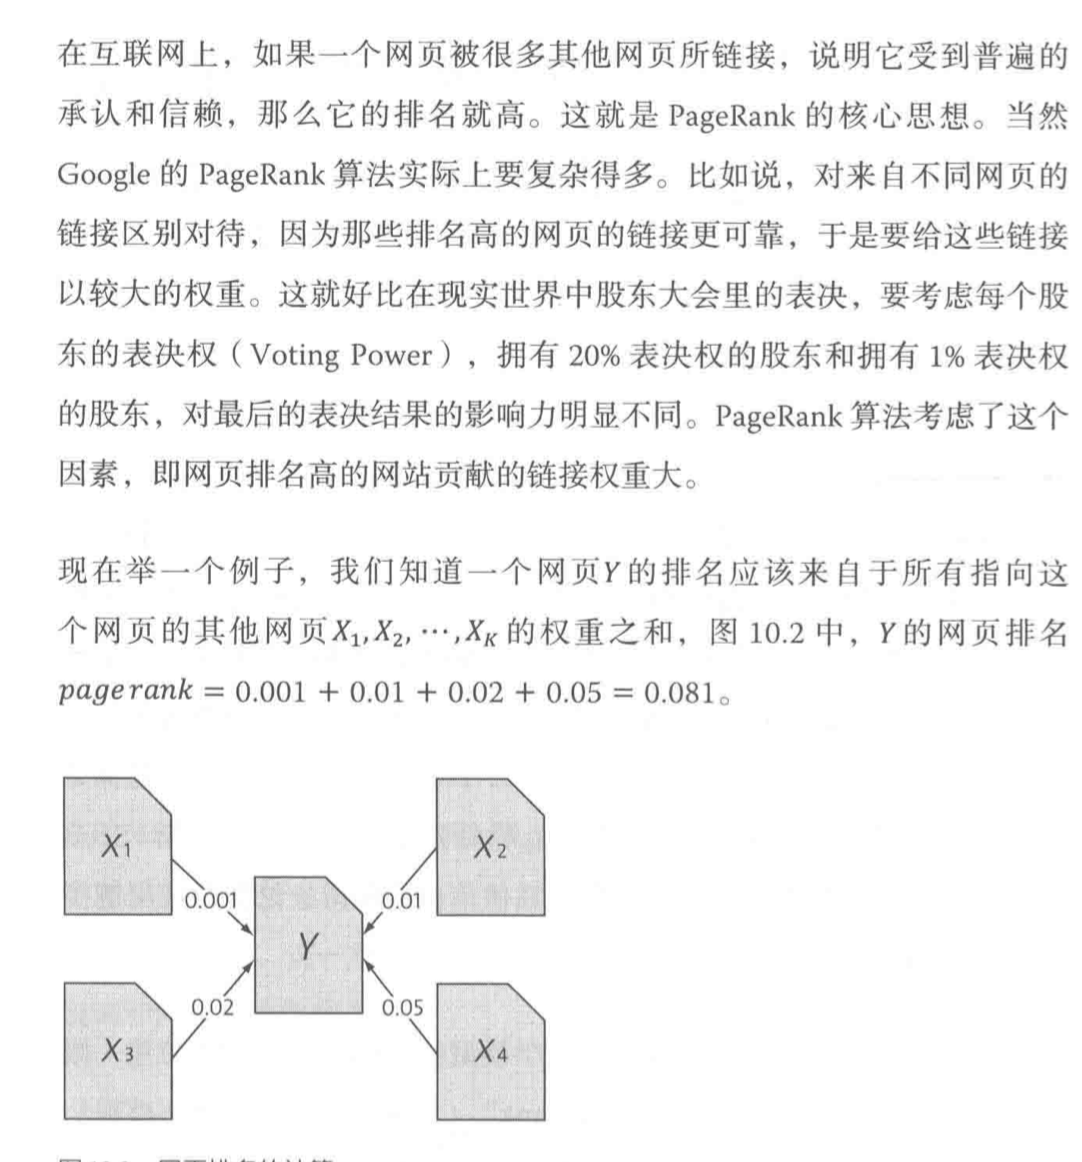 在互联网上，如果一个网页被很多其他网页所链接，说明它受到普遍的
承认和信赖，那么它的排名就高。这就是 PageRank 的核心思想。当然
Google 的 PageRank 算法实际上要复杂得多。比如说，对来自不同网页的
链接区别对待，因为那些排名高的网页的链接更可靠，于是要给这些链接
以较大的权重。这就好比在现实世界中股东大会里的表决，要考虑每个股
东的表决权（Voting Power），拥有 20% 表决权的股东和拥有 1% 表决权
的股东，对最后的表决结果的影响力明显不同。PageRank 算法考虑了这个
因素，即网页排名高的网站贡献的链接权重大。
现在举一个例子，我们知道一个网页Y 的排名应该来自于所有指向这
个网页的其他网页X₁,X₂, ⋯,X_K 的权重之和，图 10.2 中，Y的网页排名
pagerank = 0.001 + 0.01 + 0.02 + 0.05 = 0.081。
X₁
X₂
0.001
0.01
Y
0.02
0.05
X₃
X₄